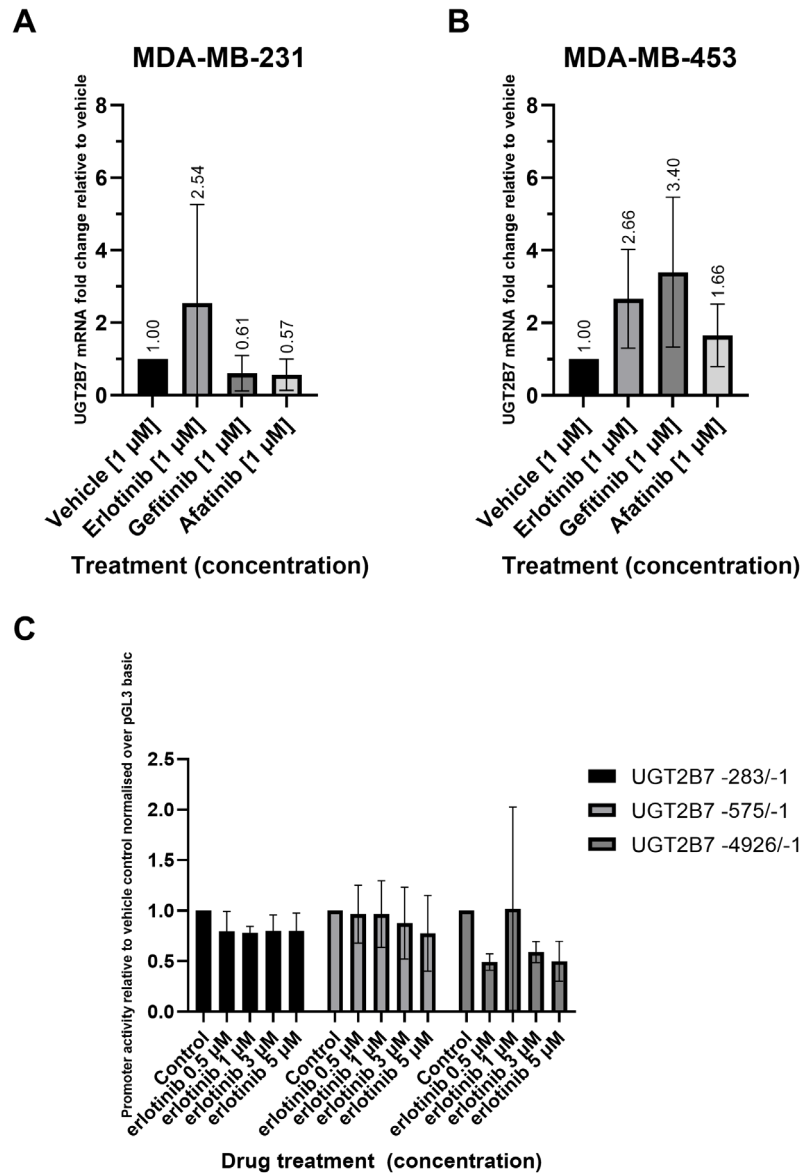 A
MDA-MB-231
UGT2B7 mRNA fold change relative to vehicle
8
6
4
2
0
1.00
2.54
0.61
0.57
Vehicle [1 µM]
Erlotinib [1 µM]
Gefitinib [1 µM]
Afatinib [1 µM]
Treatment (concentration)
B
MDA-MB-453
UGT2B7 mRNA fold change relative to vehicle
8
6
4
2
0
1.00
2.66
3.40
1.66
Vehicle [1 µM]
Erlotinib [1 µM]
Gefitinib [1 µM]
Afatinib [1 µM]
Treatment (concentration)
C
Promoter activity relative to vehicle control normalised over pGL3 basic
2.5
2.0
1.5
1.0
0.5
0.0
Control
erlotinib 0.5 µM
erlotinib 1 µM
erlotinib 3 µM
erlotinib 5 µM
Control
erlotinib 0.5 µM
erlotinib 1 µM
erlotinib 3 µM
erlotinib 5 µM
Control
erlotinib 0.5 µM
erlotinib 1 µM
erlotinib 3 µM
erlotinib 5 µM
Drug treatment (concentration)
UGT2B7 -283/-1
UGT2B7 -575/-1
UGT2B7 -4926/-1